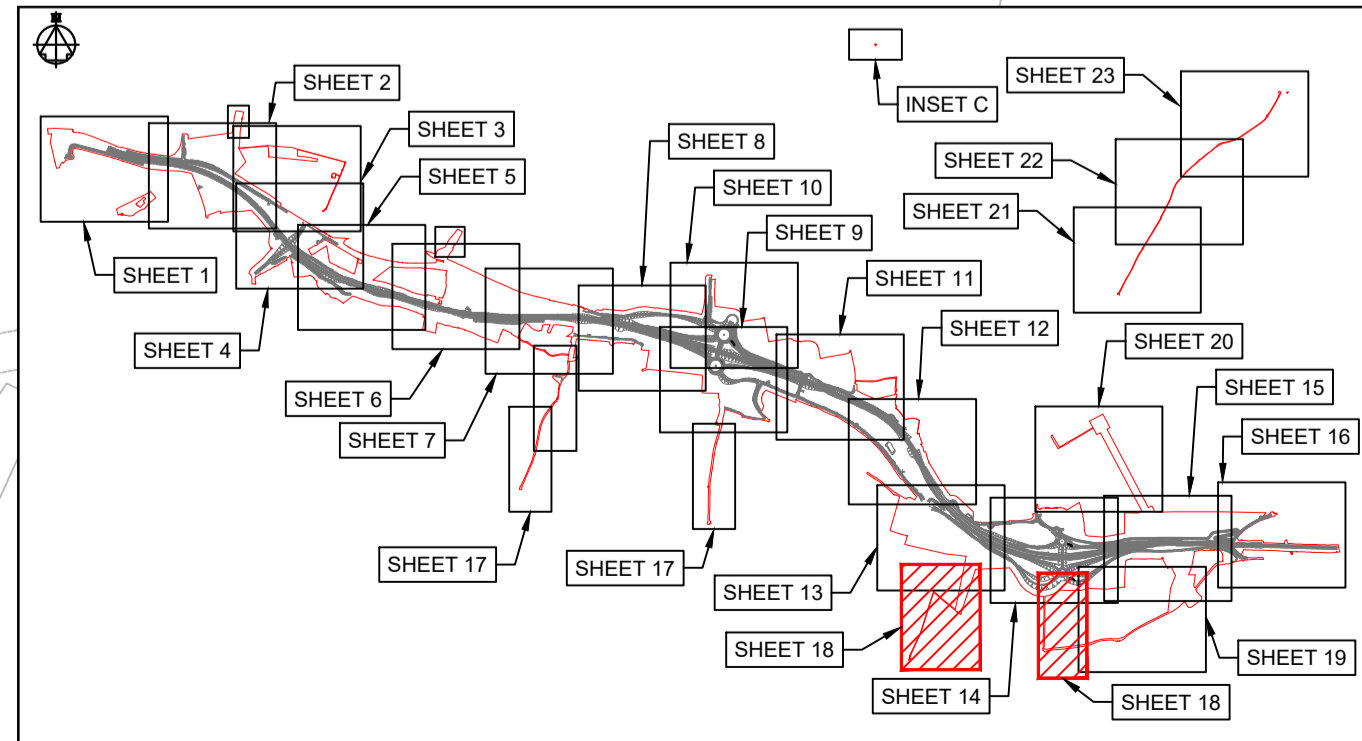 SHEET 2
SHEET 23
INSET C
SHEET 3
SHEET 8
SHEET 22
SHEET 5
SHEET 10
SHEET 21
SHEET 9
SHEET 1
SHEET 11
SHEET 12
SHEET 20
SHEET 4
SHEET 15
SHEET 6
SHEET 16
SHEET 7
SHEET 17
SHEET 17
SHEET 13
SHEET 18
SHEET 19
SHEET 14
SHEET 18